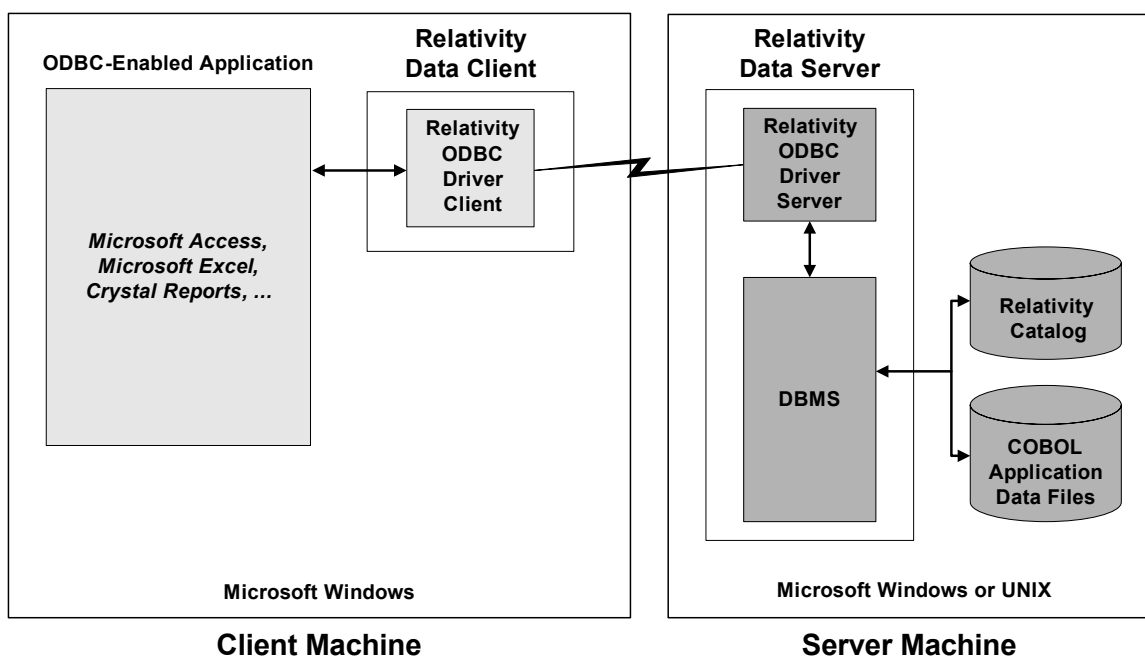 ODBC-Enabled Application
Microsoft Access,
Microsoft Excel,
Crystal Reports, ...
Relativity
Data Client
Relativity
ODBC
Driver
Client
Microsoft Windows
Client Machine
Relativity
Data Server
Relativity
ODBC
Driver
Server
DBMS
Relativity
Catalog
COBOL
Application
Data Files
Microsoft Windows or UNIX
Server Machine